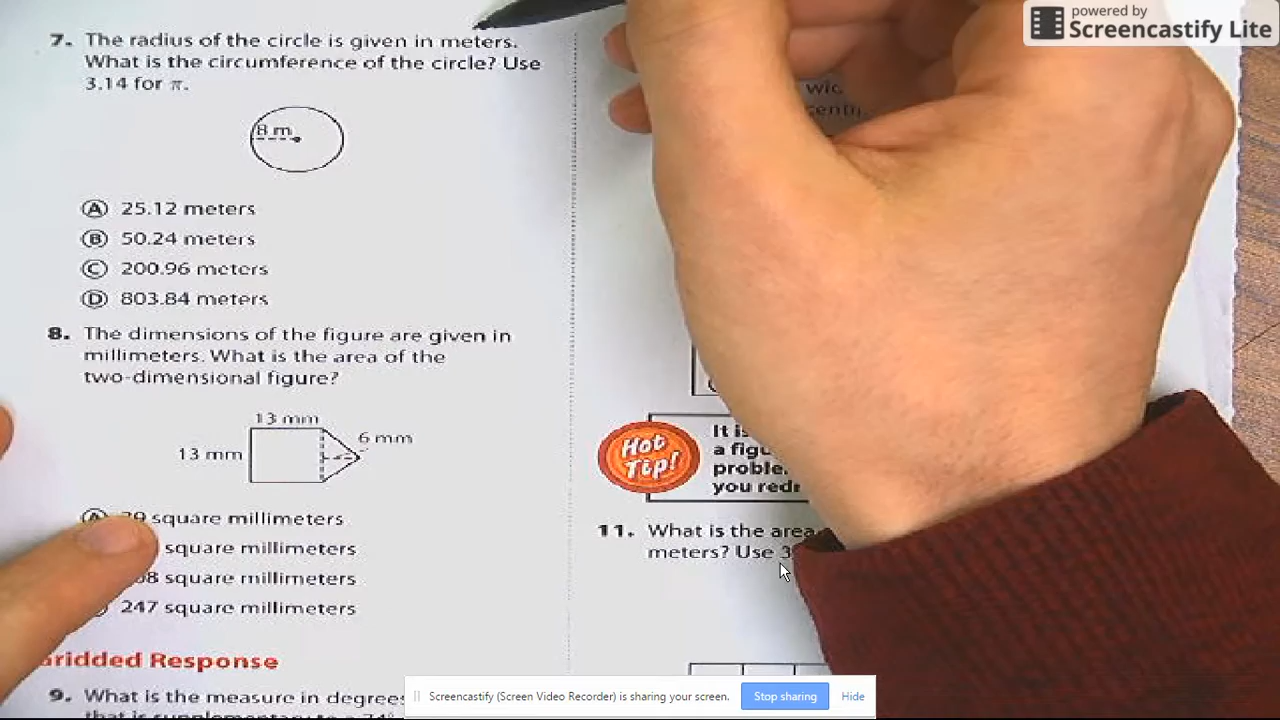 powered by
Screencastify Lite
7. The radius of the circle is given in meters.
What is the circumference of the circle? Use
3.14 for π.
8 m
Ⓐ 25.12 meters
Ⓑ 50.24 meters
Ⓒ 200.96 meters
Ⓓ 803.84 meters
8. The dimensions of the figure are given in
millimeters. What is the area of the
two-dimensional figure?
13 mm
6 mm
13 mm
square millimeters
square millimeters
square millimeters
247 square millimeters
Response
9. What is the measure in
that is supplementary to a 74°
Hot
Tip!
It is
a
you
11. What is the area
meters? Use
Screencastify (Screen Video Recorder) is sharing your screen.
Stop sharing
Hide